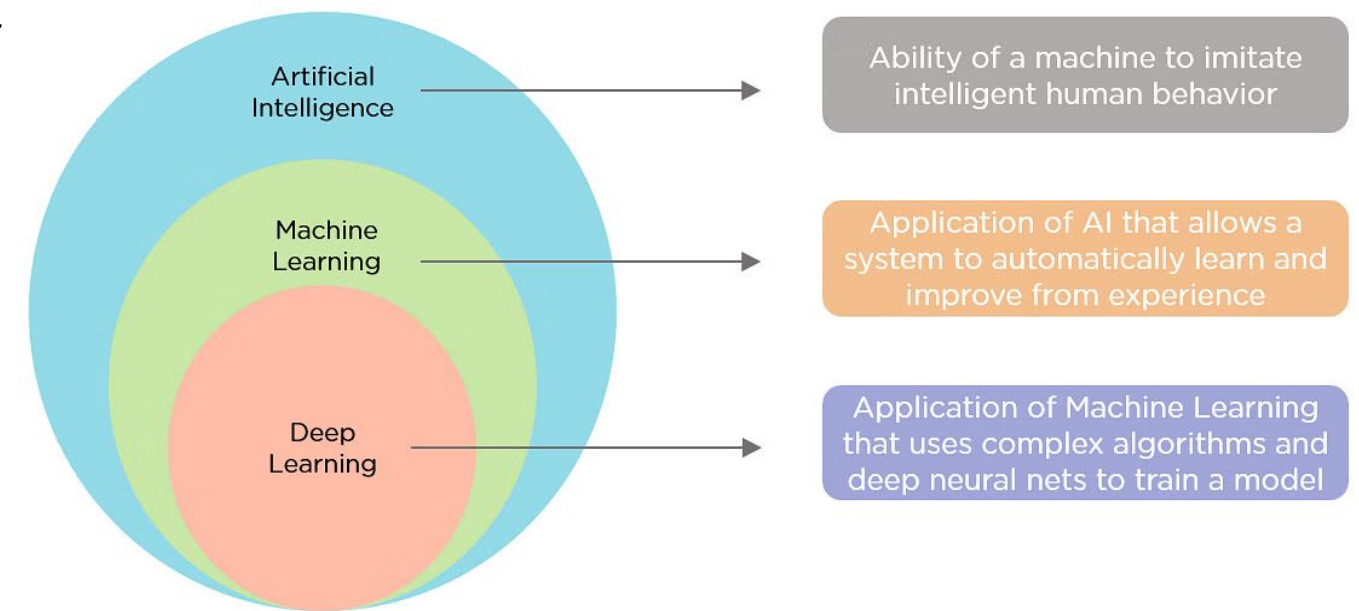 Artificial
Intelligence
Ability of a machine to imitate
intelligent human behavior
Machine
Learning
Application of AI that allows a
system to automatically learn and
improve from experience
Deep
Learning
Application of Machine Learning
that uses complex algorithms and
deep neural nets to train a model